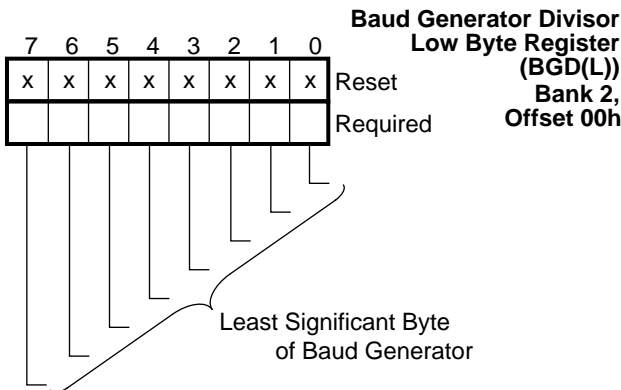 Baud Generator Divisor
Low Byte Register
(BGD(L))
Bank 2,
Offset 00h
7 6 5 4 3 2 1 0
x x x x x x x x Reset
Required
Least Significant Byte
of Baud Generator